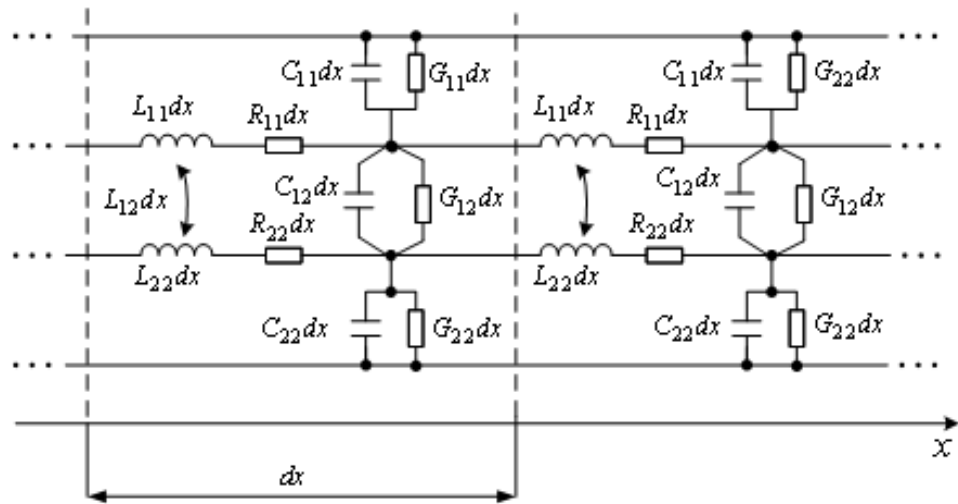 ... ...
C11dx G11dx C11dx G22dx
L11dx R11dx L11dx R11dx
... ...
L12dx C12dx G12dx C12dx G12dx
R22dx R22dx
... ...
L22dx L22dx
C22dx G22dx C22dx G22dx
... ...
x
dx